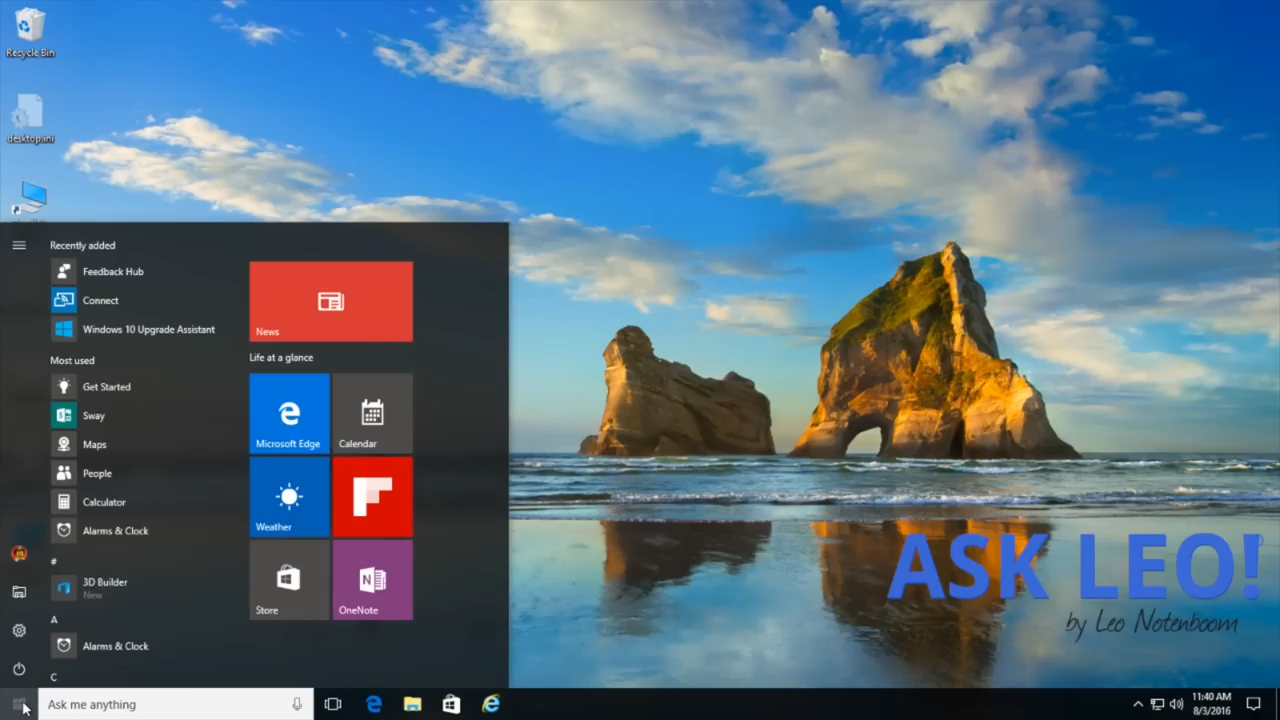 Recycle Bin
desktop.ini
Recently added
Feedback Hub
Connect
Windows 10 Upgrade Assistant
Most used
Get Started
Sway
Maps
People
Calculator
Alarms & Clock
#
3D Builder
New
A
Alarms & Clock
C
News
Life at a glance
Microsoft Edge
Calendar
Weather
Store
OneNote
ASK LEO!
by Leo Notenboom
Ask me anything
11:40 AM
8/3/2016